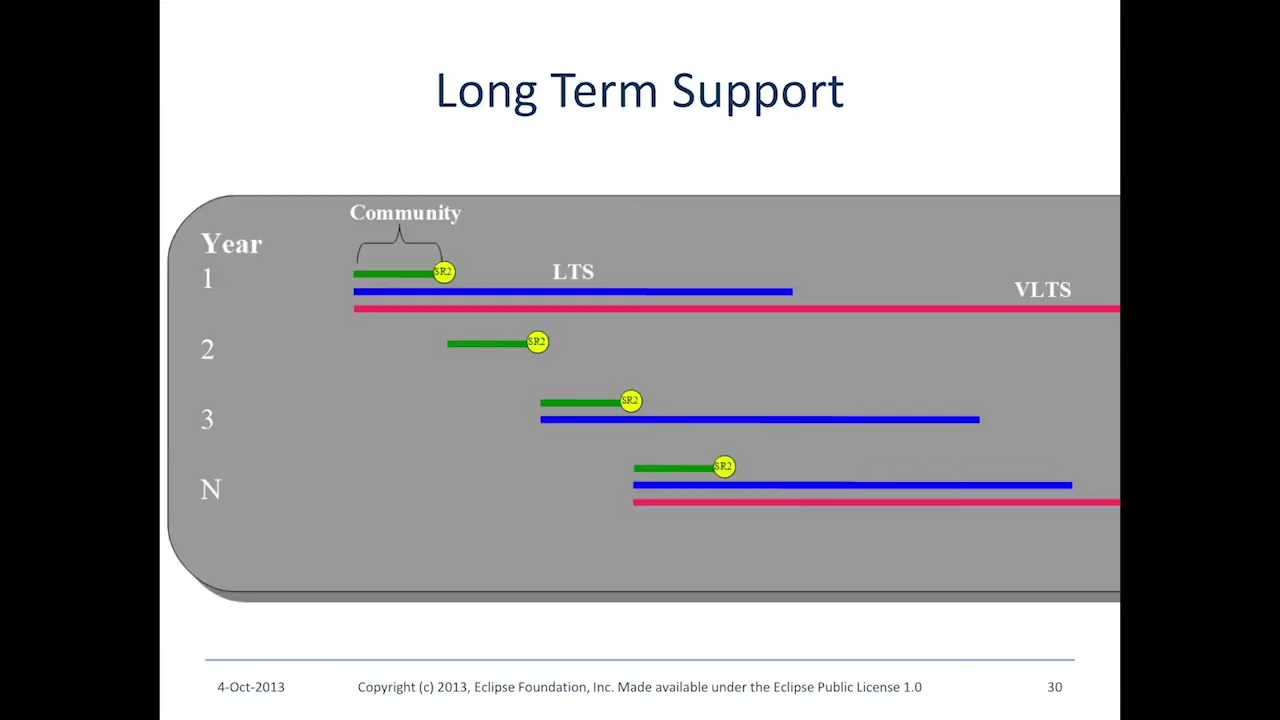 Long Term Support
Community
Year
1
SR2
LTS
VLTS
2
SR2
3
SR2
N
SR2
4-Oct-2013
Copyright (c) 2013, Eclipse Foundation, Inc. Made available under the Eclipse Public License 1.0
30